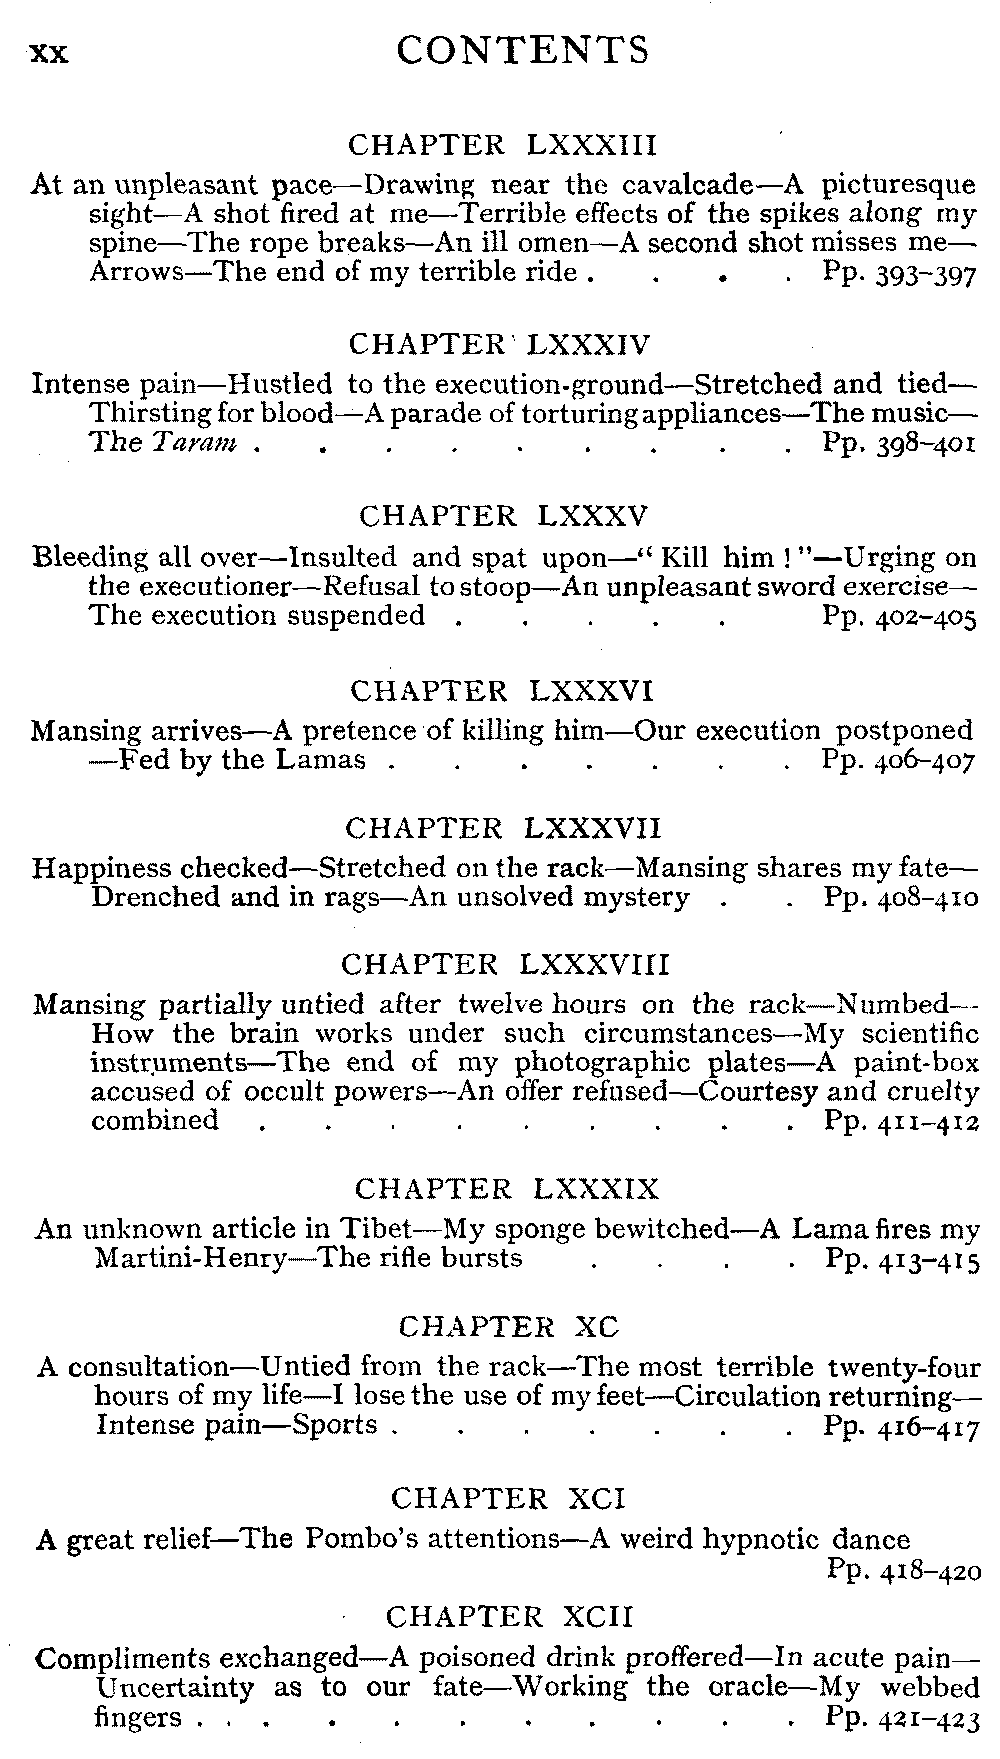 xx CONTENTS
CHAPTER LXXXIII
At an unpleasant pace—Drawing near the cavalcade—A picturesque
sight—A shot fired at me—Terrible effects of the spikes along my
spine—The rope breaks—An ill omen—A second shot misses me—
Arrows—The end of my terrible ride . . . . Pp. 393–397
CHAPTER LXXXIV
Intense pain—Hustled to the execution-ground—Stretched and tied—
Thirsting for blood—A parade of torturing appliances—The music—
The Taram . . . . . . . . . Pp. 398–401
CHAPTER LXXXV
Bleeding all over—Insulted and spat upon—“ Kill him ! ”—Urging on
the executioner—Refusal to stoop—An unpleasant sword exercise—
The execution suspended . . . . . Pp. 402–405
CHAPTER LXXXVI
Mansing arrives—A pretence of killing him—Our execution postponed
—Fed by the Lamas . . . . . . . Pp. 406–407
CHAPTER LXXXVII
Happiness checked—Stretched on the rack—Mansing shares my fate—
Drenched and in rags—An unsolved mystery . . Pp. 408–410
CHAPTER LXXXVIII
Mansing partially untied after twelve hours on the rack—Numbed—
How the brain works under such circumstances—My scientific
instruments—The end of my photographic plates—A paint-box
accused of occult powers—An offer refused—Courtesy and cruelty
combined . . . . . . . . . Pp. 411–412
CHAPTER LXXXIX
An unknown article in Tibet—My sponge bewitched—A Lama fires my
Martini-Henry—The rifle bursts . . . . Pp. 413–415
CHAPTER XC
A consultation—Untied from the rack—The most terrible twenty-four
hours of my life—I lose the use of my feet—Circulation returning—
Intense pain—Sports . . . . . . . Pp. 416–417
CHAPTER XCI
A great relief—The Pombo’s attentions—A weird hypnotic dance
Pp. 418–420
CHAPTER XCII
Compliments exchanged—A poisoned drink proffered—In acute pain—
Uncertainty as to our fate—Working the oracle—My webbed
fingers . . . . . . . . . . . Pp. 421–423